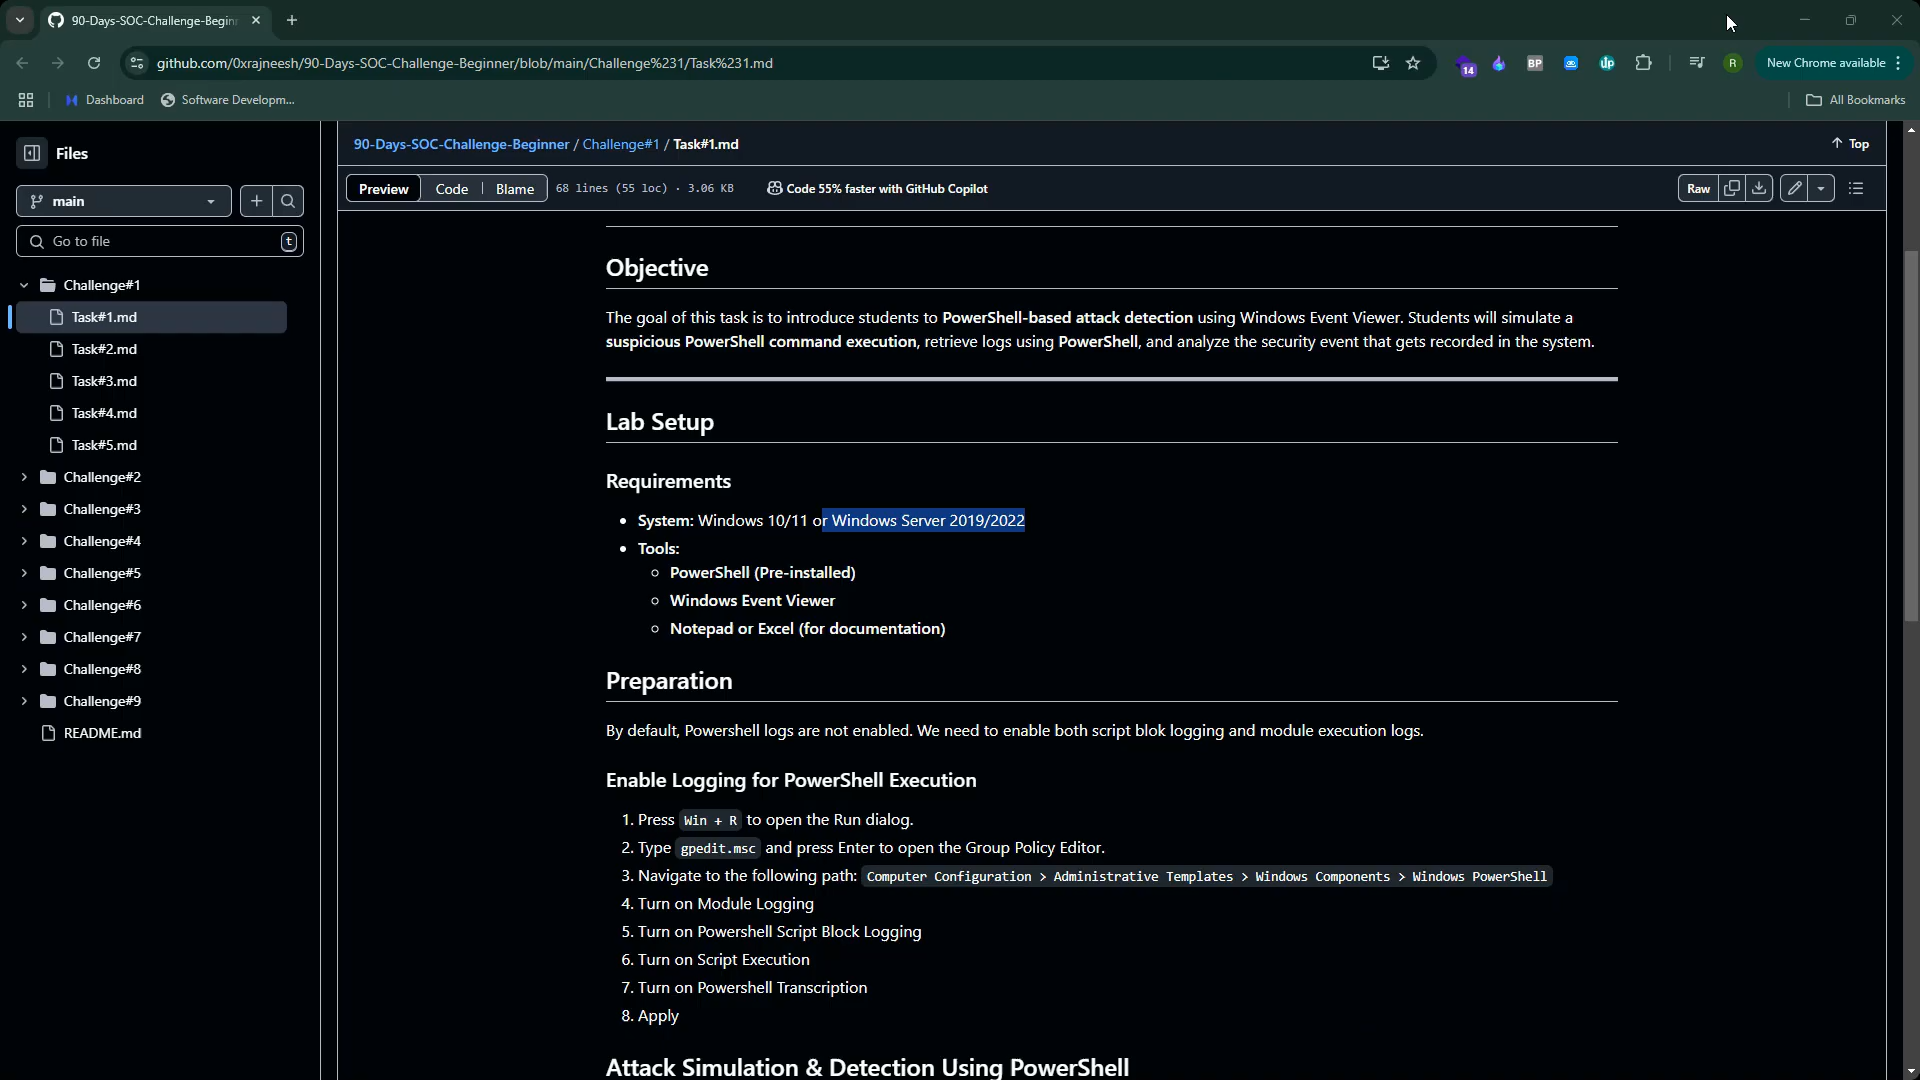 90-Days-SOC-Challenge-Beginn
github.com/0xrajneesh/90-Days-SOC-Challenge-Beginner/blob/main/Challenge%231/Task%231.md
14
BP
up
R
New Chrome available
Dashboard
Software Developm...
All Bookmarks
Files
90-Days-SOC-Challenge-Beginner / Challenge#1 / Task#1.md
Top
main
Preview
Code
Blame
68 lines (55 loc) · 3.06 KB
Code 55% faster with GitHub Copilot
Raw
Go to file
t
Challenge#1
Task#1.md
Task#2.md
Task#3.md
Task#4.md
Task#5.md
Challenge#2
Challenge#3
Challenge#4
Challenge#5
Challenge#6
Challenge#7
Challenge#8
Challenge#9
README.md
Objective
The goal of this task is to introduce students to PowerShell-based attack detection using Windows Event Viewer. Students will simulate a
suspicious PowerShell command execution, retrieve logs using PowerShell, and analyze the security event that gets recorded in the system.
Lab Setup
Requirements
System: Windows 10/11 or Windows Server 2019/2022
Tools:
PowerShell (Pre-installed)
Windows Event Viewer
Notepad or Excel (for documentation)
Preparation
By default, Powershell logs are not enabled. We need to enable both script blok logging and module execution logs.
Enable Logging for PowerShell Execution
1. Press Win + R to open the Run dialog.
2. Type gpedit.msc and press Enter to open the Group Policy Editor.
3. Navigate to the following path: Computer Configuration > Administrative Templates > Windows Components > Windows PowerShell
4. Turn on Module Logging
5. Turn on Powershell Script Block Logging
6. Turn on Script Execution
7. Turn on Powershell Transcription
8. Apply
Attack Simulation & Detection Using PowerShell